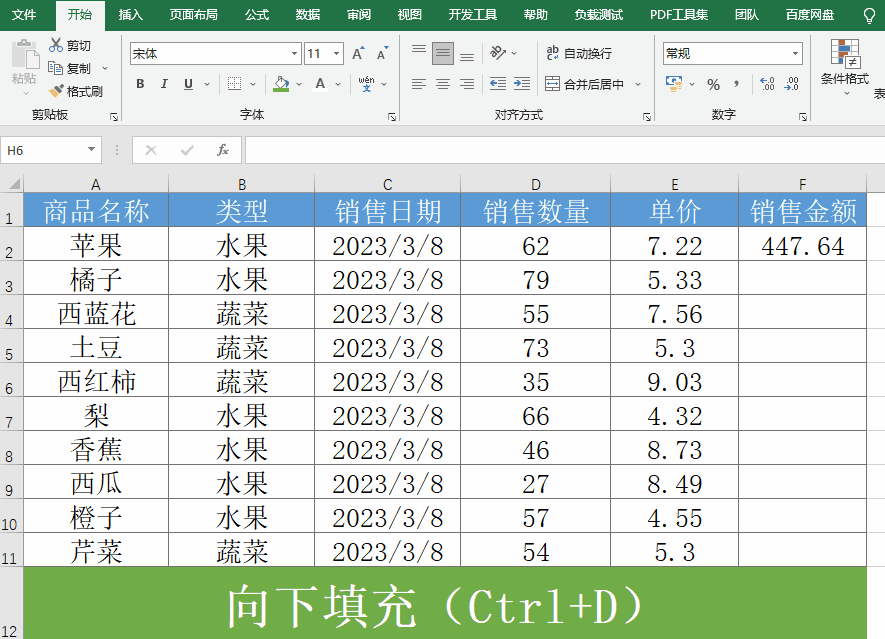 文件 开始 插入 页面布局 公式 数据 审阅 视图 开发工具 帮助 负载测试 PDF工具集 团队 百度网盘
剪切 宋体 11 自动换行 常规
粘贴 复制 条件格式
格式刷 B I U A wén 文 合并后居中 % 表
剪贴板 字体 对齐方式 数字
H6 fx
A B C D E F
1 商品名称 类型 销售日期 销售数量 单价 销售金额
2 苹果 水果 2023/3/8 62 7.22 447.64
3 橘子 水果 2023/3/8 79 5.33
4 西蓝花 蔬菜 2023/3/8 55 7.56
5 土豆 蔬菜 2023/3/8 73 5.3
6 西红柿 蔬菜 2023/3/8 35 9.03
7 梨 水果 2023/3/8 66 4.32
8 香蕉 水果 2023/3/8 46 8.73
9 西瓜 水果 2023/3/8 27 8.49
10 橙子 水果 2023/3/8 57 4.55
11 芹菜 蔬菜 2023/3/8 54 5.3
12 向下填充（Ctrl+D）